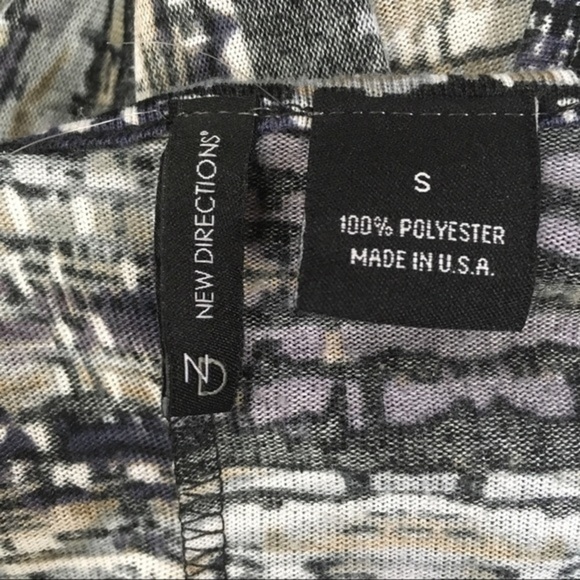 NEW DIRECTIONS®
ND
S
100% POLYESTER
MADE IN U.S.A.